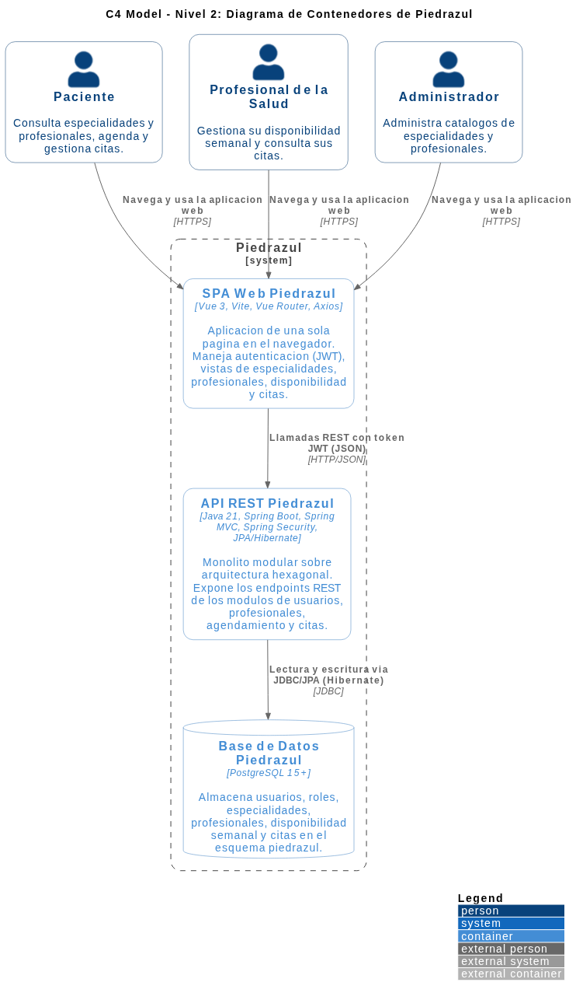 C4 Model - Nivel 2: Diagrama de Contenedores de Piedrazul
Paciente
Consulta especialidades y
profesionales, agenda y
gestiona citas.
Profesional de la
Salud
Gestiona su disponibilidad
semanal y consulta sus
citas.
Administrador
Administra catalogos de
especialidades y
profesionales.
Navega y usa la aplicacion
web
[HTTPS]
Navega y usa la aplicacion
web
[HTTPS]
Navega y usa la aplicacion
web
[HTTPS]
Piedrazul
[system]
SPA Web Piedrazul
[Vue 3, Vite, Vue Router, Axios]
Aplicacion de una sola
pagina en el navegador.
Maneja autenticacion (JWT),
vistas de especialidades,
profesionales, disponibilidad
y citas.
Llamadas REST con token
JWT (JSON)
[HTTP/JSON]
API REST Piedrazul
[Java 21, Spring Boot, Spring
MVC, Spring Security,
JPA/Hibernate]
Monolito modular sobre
arquitectura hexagonal.
Expone los endpoints REST
de los modulos de usuarios,
profesionales,
agendamiento y citas.
Lectura y escritura via
JDBC/JPA (Hibernate)
[JDBC]
Base de Datos
Piedrazul
[PostgreSQL 15+]
Almacena usuarios, roles,
especialidades,
profesionales, disponibilidad
semanal y citas en el
esquema piedrazul.
Legend
person
system
container
external person
external system
external container